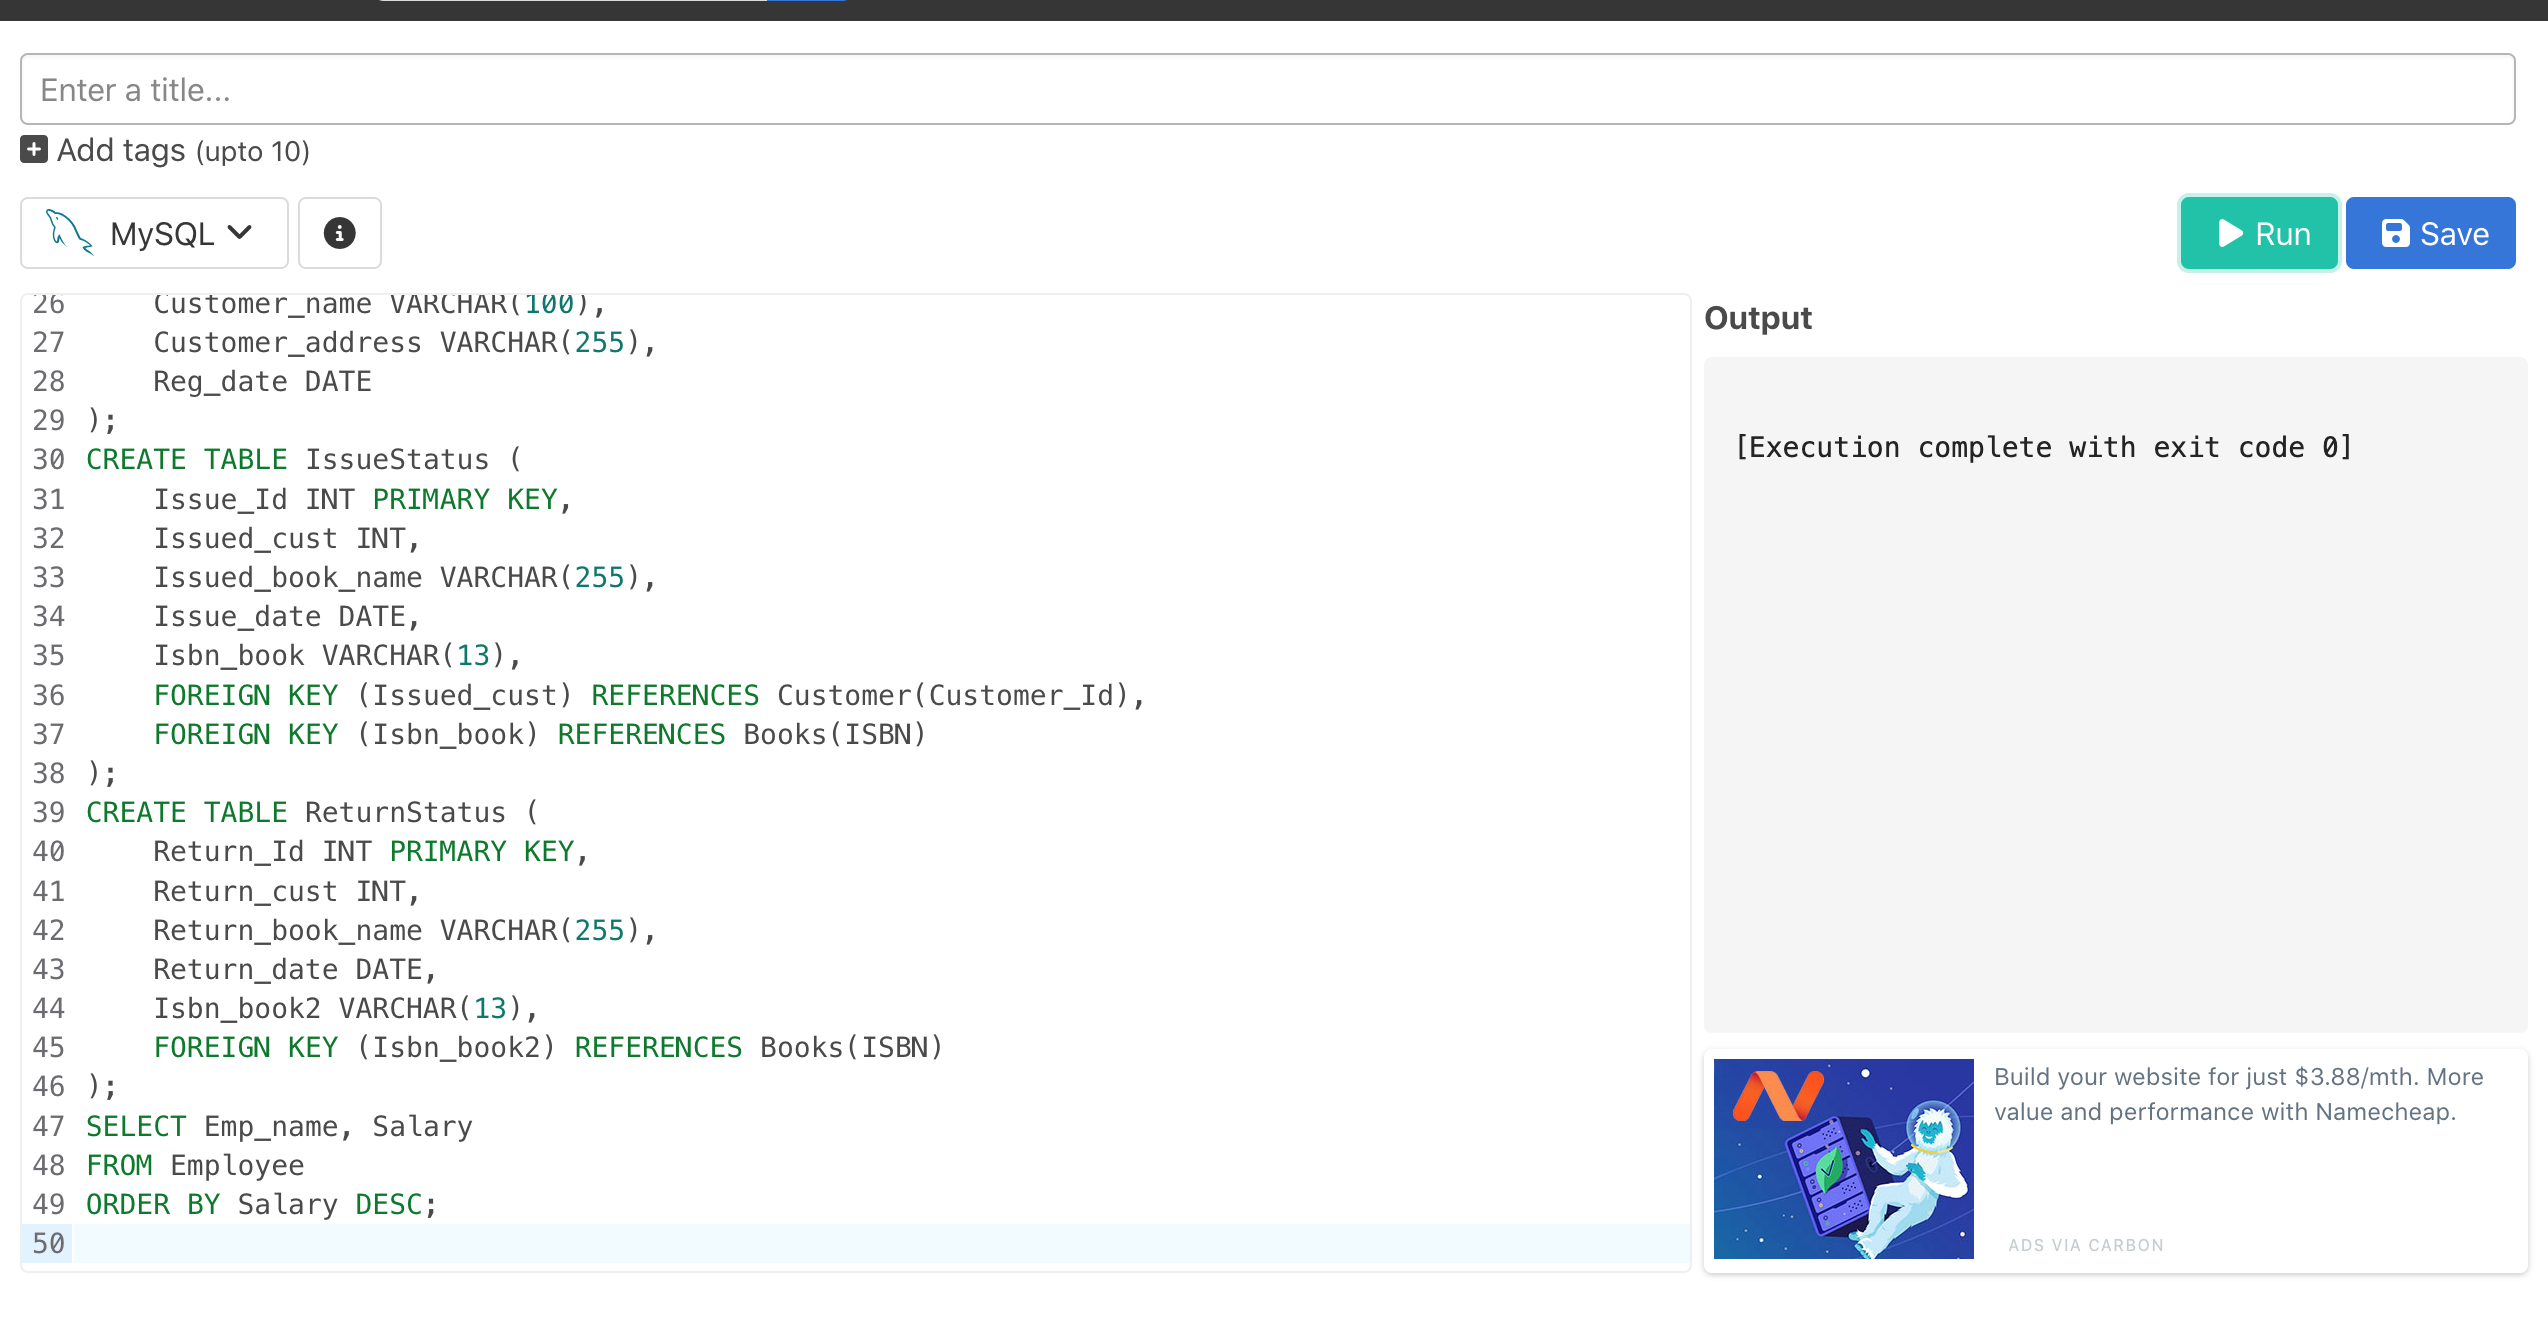 Enter a title...
Add tags (upto 10)
MySQL
Run
Save
26 Customer_name VARCHAR(100),
27 Customer_address VARCHAR(255),
28 Reg_date DATE
29 );
30 CREATE TABLE IssueStatus (
31 Issue_Id INT PRIMARY KEY,
32 Issued_cust INT,
33 Issued_book_name VARCHAR(255),
34 Issue_date DATE,
35 Isbn_book VARCHAR(13),
36 FOREIGN KEY (Issued_cust) REFERENCES Customer(Customer_Id),
37 FOREIGN KEY (Isbn_book) REFERENCES Books(ISBN)
38 );
39 CREATE TABLE ReturnStatus (
40 Return_Id INT PRIMARY KEY,
41 Return_cust INT,
42 Return_book_name VARCHAR(255),
43 Return_date DATE,
44 Isbn_book2 VARCHAR(13),
45 FOREIGN KEY (Isbn_book2) REFERENCES Books(ISBN)
46 );
47 SELECT Emp_name, Salary
48 FROM Employee
49 ORDER BY Salary DESC;
50
Output
[Execution complete with exit code 0]
Build your website for just $3.88/mth. More
value and performance with Namecheap.
ADS VIA CARBON